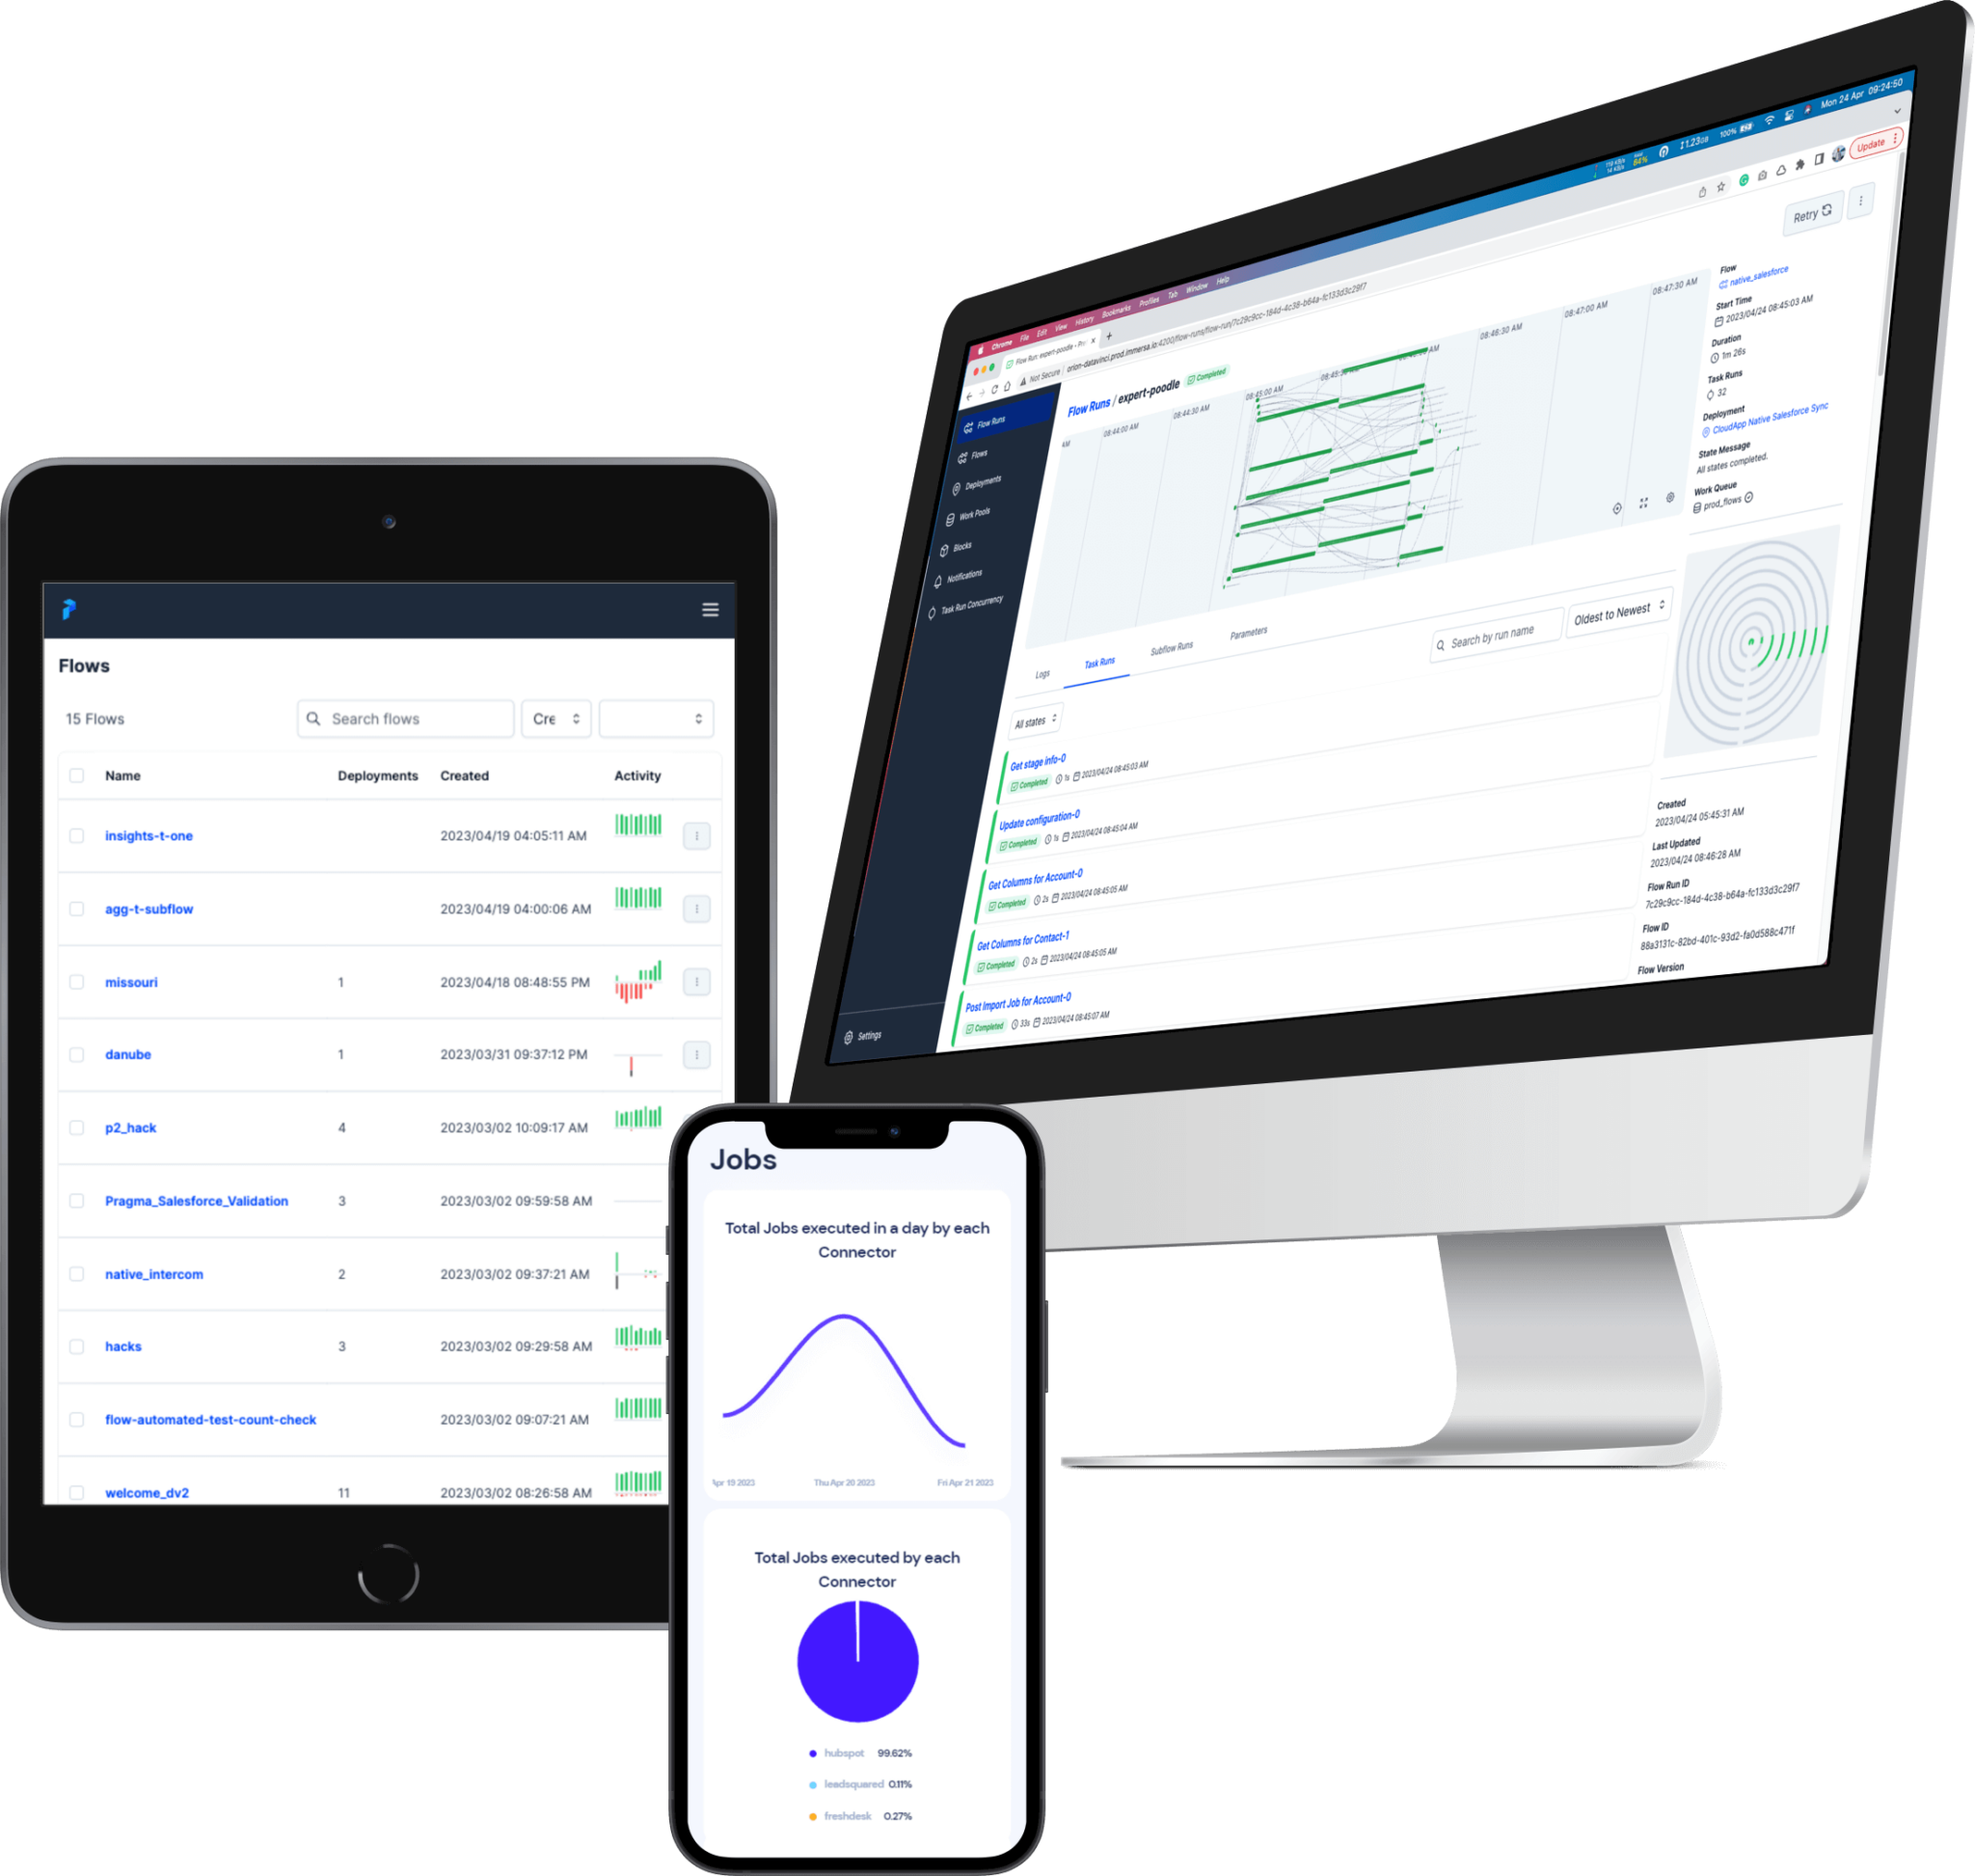 Chrome File Edit View History Bookmarks Profiles Tab Window Help
84% 11.23GB 100% Mon 24 Apr 09:24:50
Flow Run: expert-poodle
Not Secure orion-datavinci.prod.immersa.io:4200/flow-runs/flow-run/7c29c9cc-184d-4c38-b64a-fc133d3c29f7
Update
Flow Runs
Flows
Deployments
Work Pools
Blocks
Notifications
Task Run Concurrency
Settings
Flow Runs / expert-poodle Completed
Retry
AM 08:44:00 AM 08:44:30 AM 08:45:00 AM 08:46:30 AM 08:47:00 AM 08:47:30 AM
Logs Task Runs Subflow Runs Parameters
Search by run name Oldest to Newest
All states
Get stage info-0
Completed 1s 2023/04/24 08:45:03 AM
Update configuration-0
Completed 1s 2023/04/24 08:45:04 AM
Get Columns for Account-0
Completed 2s 2023/04/24 08:45:05 AM
Get Columns for Contact-1
Completed 2s 2023/04/24 08:45:05 AM
Post Import Job for Account-0
Completed 33s 2023/04/24 08:45:07 AM
Flow
native_salesforce
Start Time
2023/04/24 08:45:03 AM
Duration
1m 26s
Task Runs
32
Deployment
CloudApp Native Salesforce Sync
State Message
All states completed.
Work Queue
prod_flows
Created
2023/04/24 05:45:31 AM
Last Updated
2023/04/24 08:46:28 AM
Flow Run ID
7c29c9cc-184d-4c38-b64a-fc133d3c29f7
Flow ID
88a3131c-82bd-401c-93d2-fa0d588c471f
Flow Version
Flows
15 Flows Search flows Cre
Name Deployments Created Activity
insights-t-one 2023/04/19 04:05:11 AM
agg-t-subflow 2023/04/19 04:00:06 AM
missouri 1 2023/04/18 08:48:55 PM
danube 1 2023/03/31 09:37:12 PM
p2_hack 4 2023/03/02 10:09:17 AM
Pragma_Salesforce_Validation 3 2023/03/02 09:59:58 AM
native_intercom 2 2023/03/02 09:37:21 AM
hacks 3 2023/03/02 09:29:58 AM
flow-automated-test-count-check 2023/03/02 09:07:21 AM
welcome_dv2 11 2023/03/02 08:26:58 AM
Jobs
Total Jobs executed in a day by each
Connector
Apr 19 2023 Thu Apr 20 2023 Fri Apr 21 2023
Total Jobs executed by each
Connector
hubspot 99.62%
leadsquared 0.11%
freshdesk 0.27%